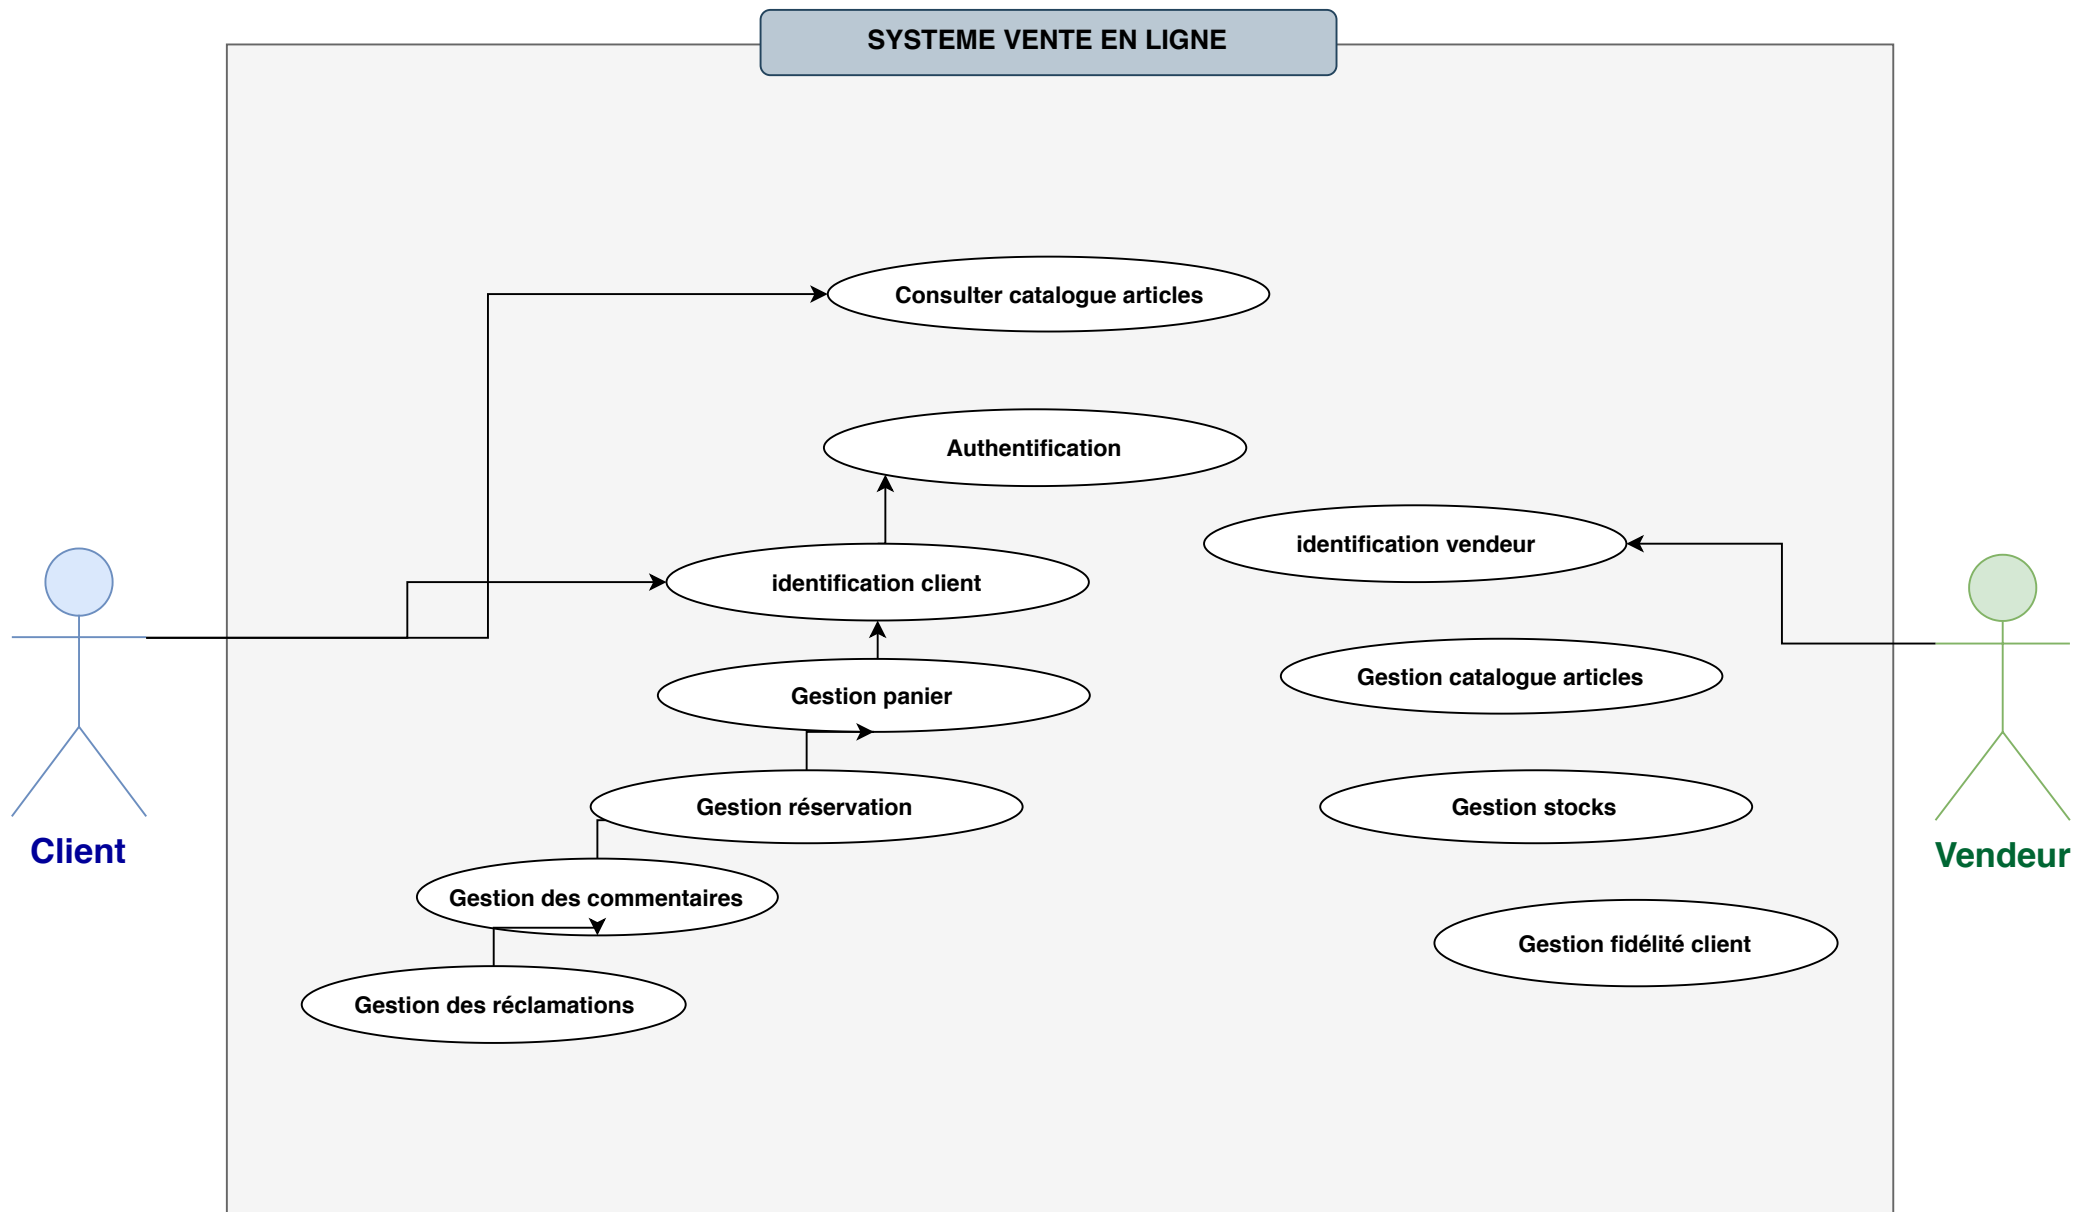 SYSTEME VENTE EN LIGNE
Consulter catalogue articles
Authentification
identification vendeur
identification client
Gestion catalogue articles
Gestion panier
Gestion réservation
Gestion stocks
Client
Vendeur
Gestion des commentaires
Gestion fidélité client
Gestion des réclamations